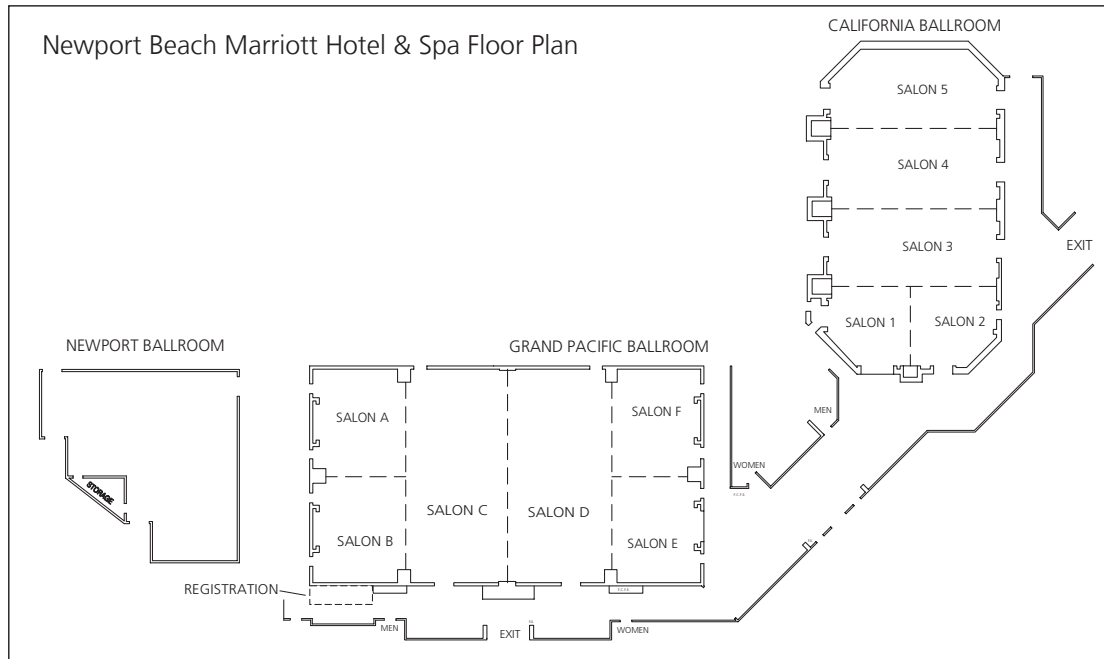 Newport Beach Marriott Hotel & Spa Floor Plan
CALIFORNIA BALLROOM
SALON 5
SALON 4
SALON 3
EXIT
SALON 1
SALON 2
NEWPORT BALLROOM
GRAND PACIFIC BALLROOM
SALON A
SALON F
MEN
WOMEN
STORAGE
SALON C
SALON D
SALON B
SALON E
REGISTRATION
MEN
EXIT
WOMEN